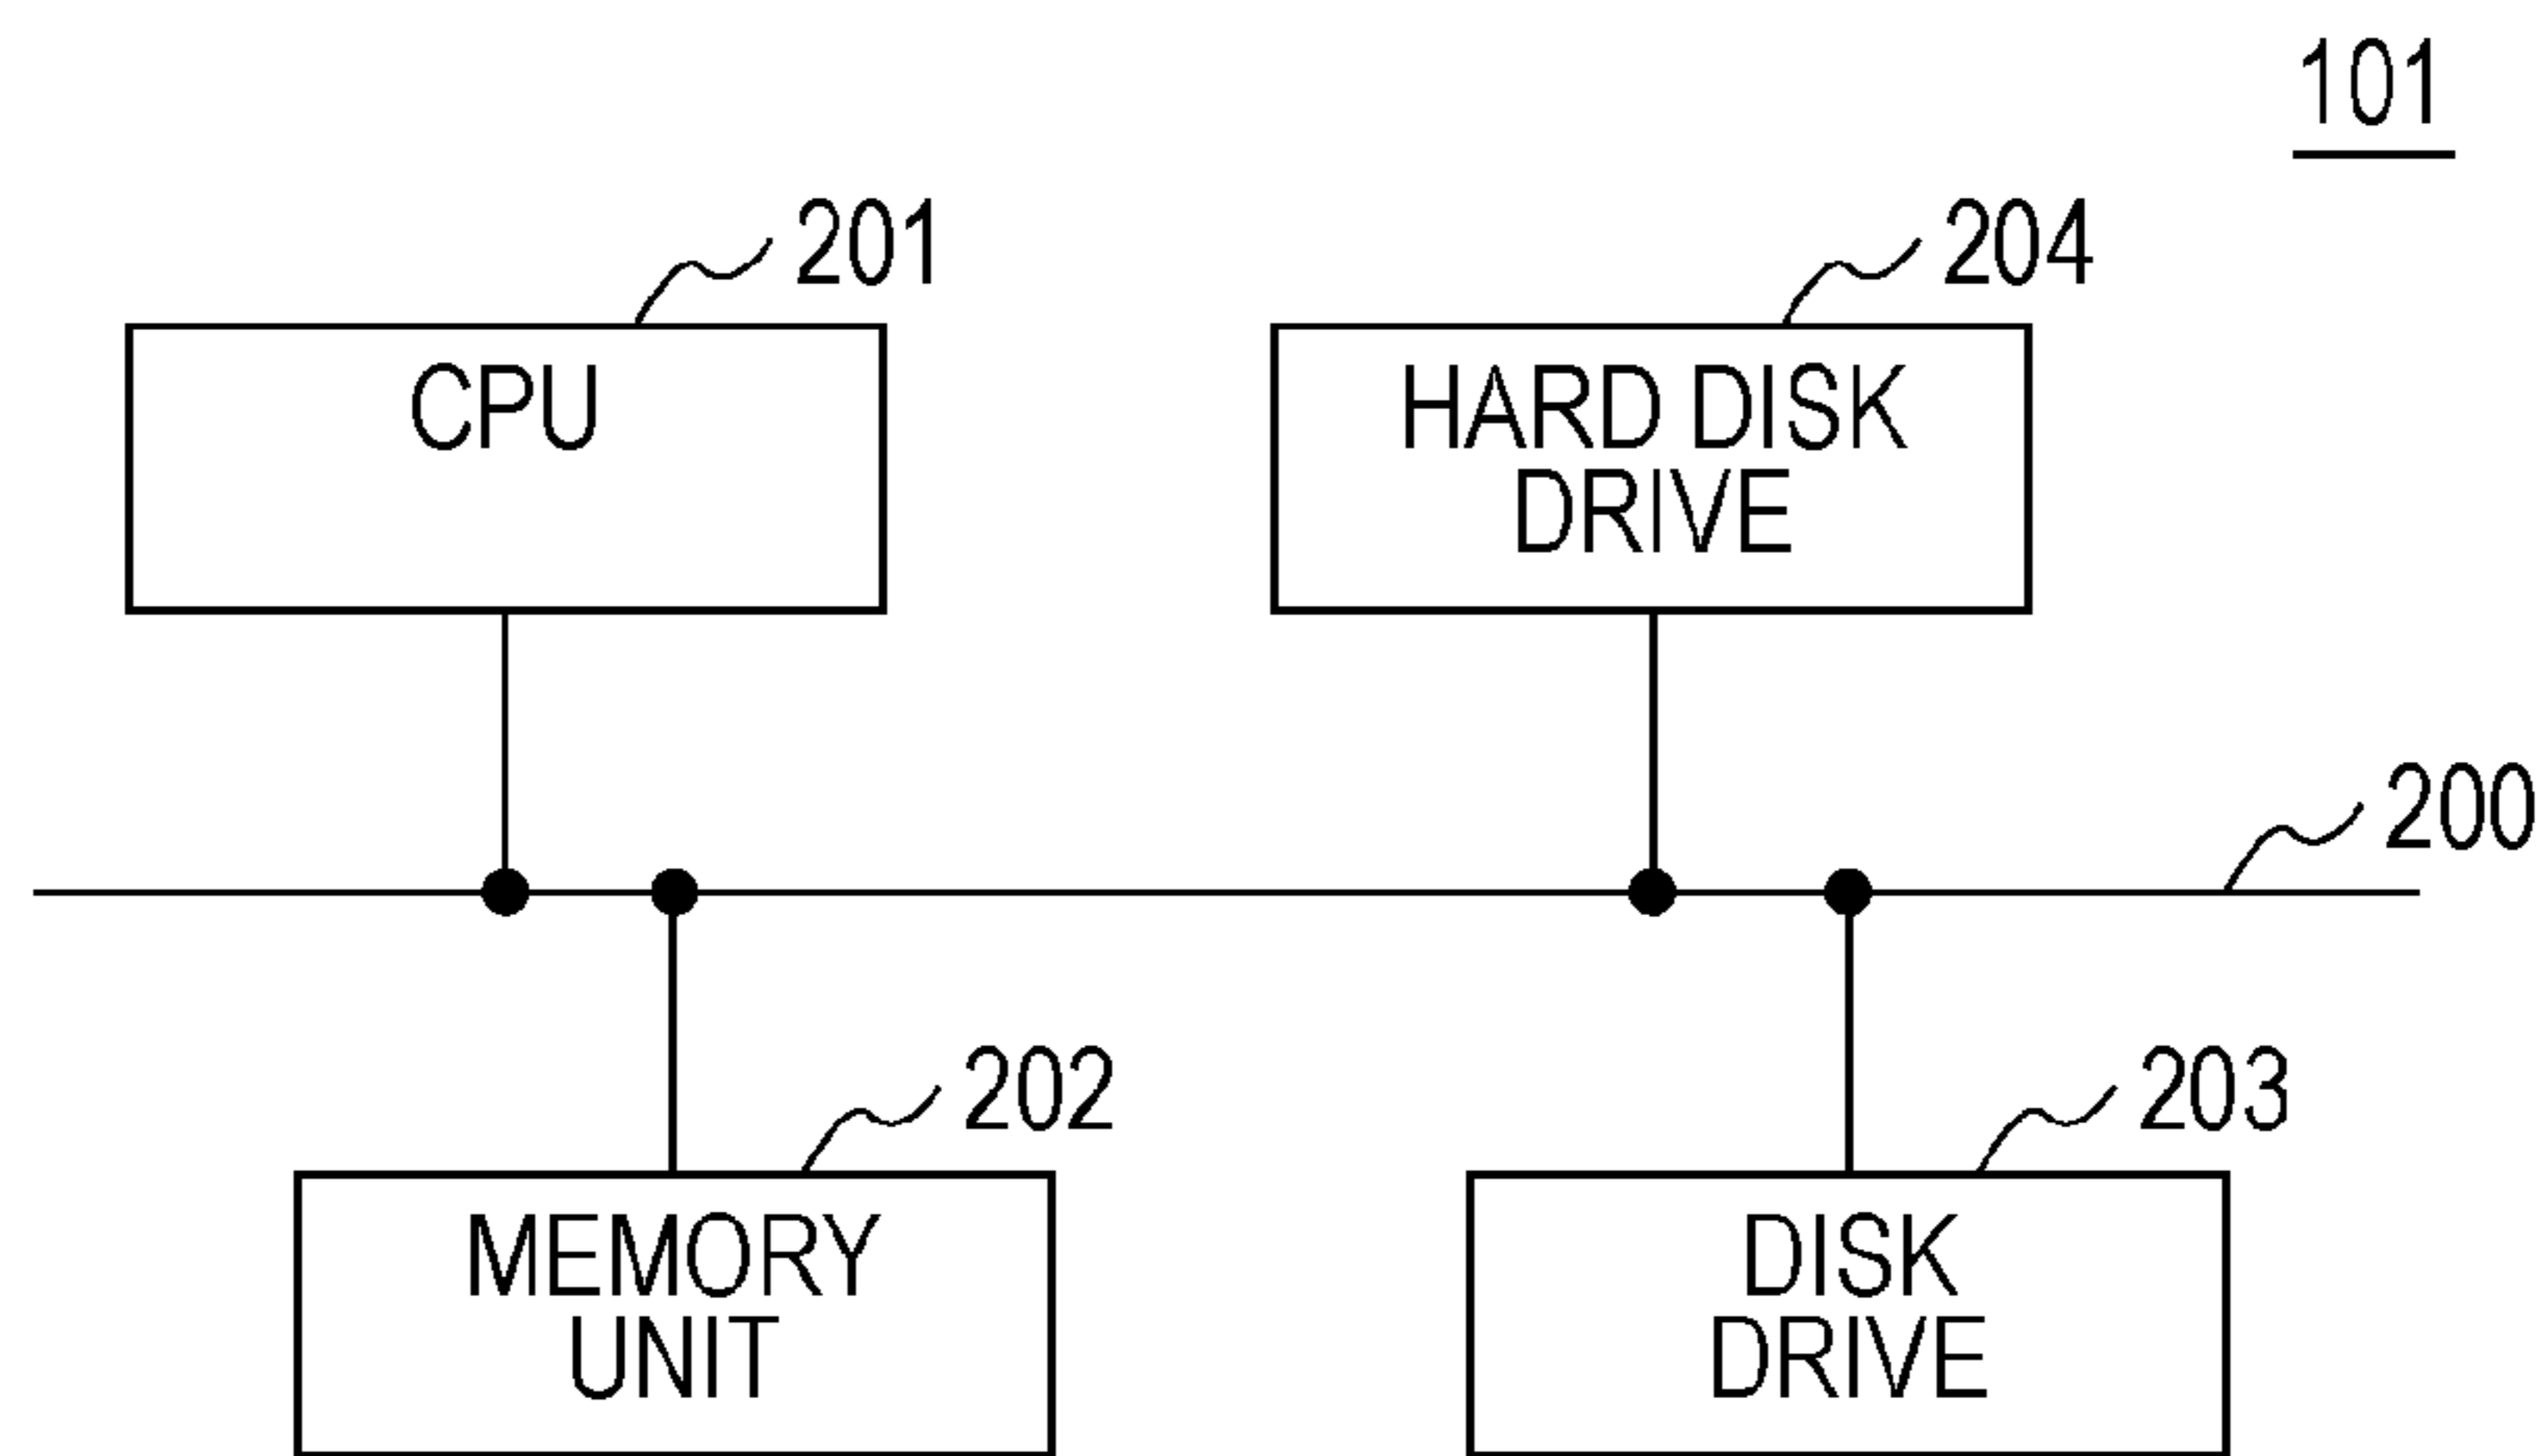 101
201
204
CPU
HARD DISK
DRIVE
200
202
203
MEMORY
UNIT
DISK
DRIVE